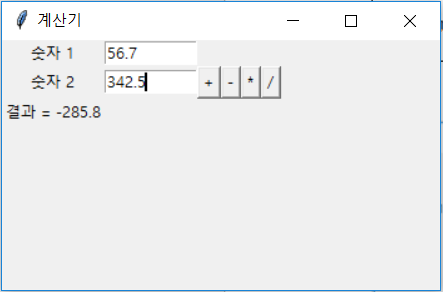 계산기
숫자 1 56.7
숫자 2 342.5 + - * /
결과 = -285.8